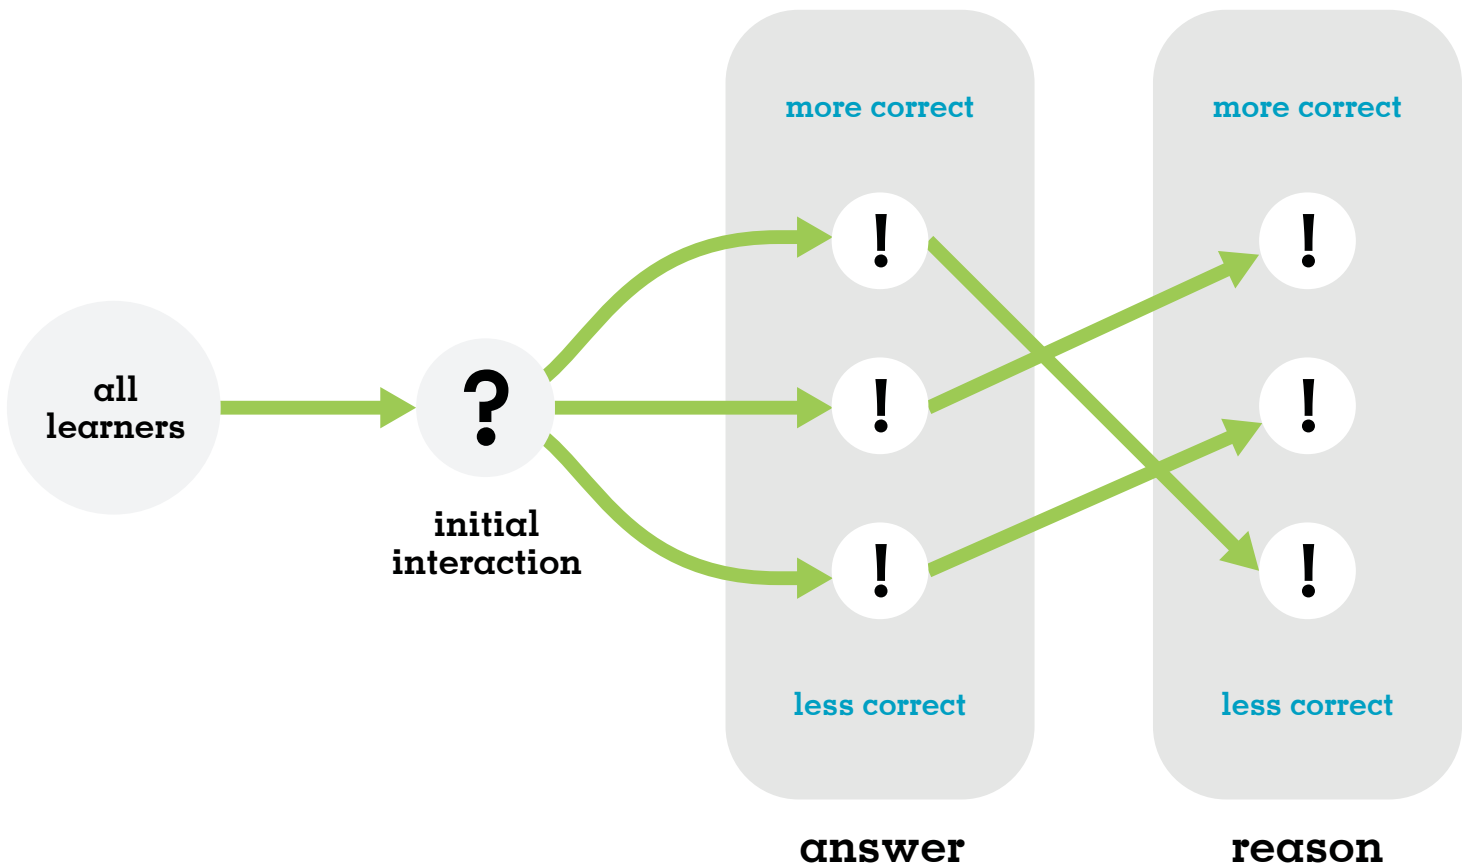 more correct
more correct
!
!
all
learners
?
!
!
initial
interaction
!
!
less correct
less correct
answer
reason